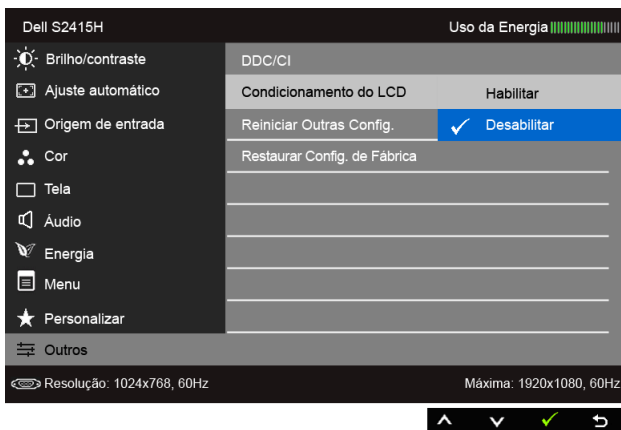 Dell S2415H
Uso da Energia
Brilho/contraste
DDC/CI
Ajuste automático
Condicionamento do LCD
Habilitar
Origem de entrada
Reiniciar Outras Config.
Desabilitar
Cor
Restaurar Config. de Fábrica
Tela
Áudio
Energia
Menu
Personalizar
Outros
Resolução: 1024x768, 60Hz
Máxima: 1920x1080, 60Hz